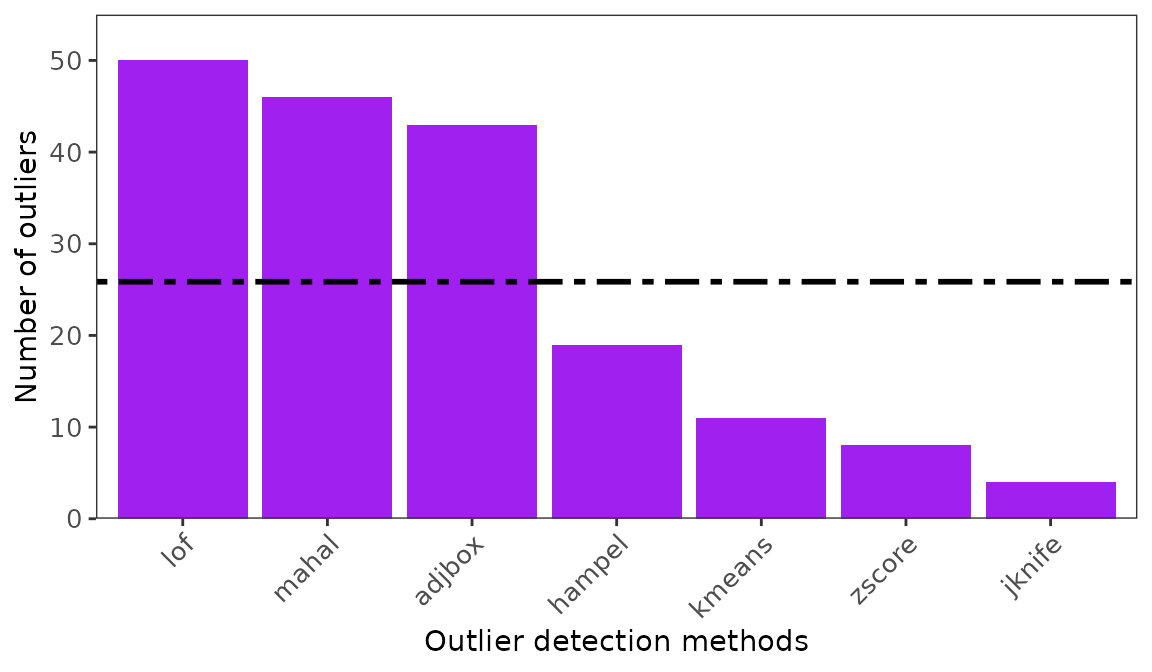 Number of outliers
50
40
30
20
10
0
lof
mahal
adjbox
hampel
kmeans
zscore
jknife
Outlier detection methods